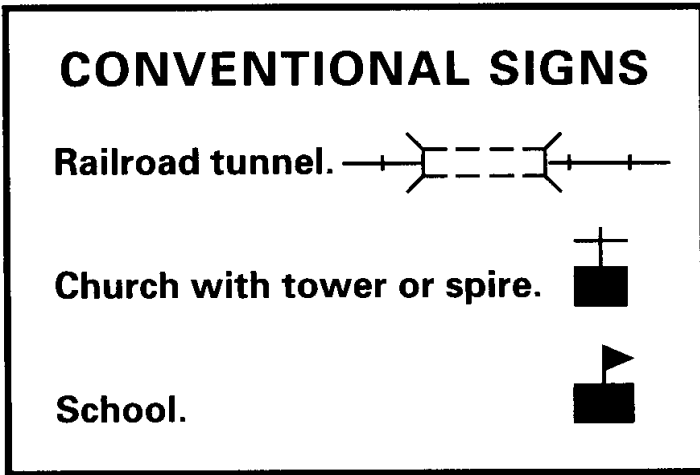 CONVENTIONAL SIGNS
Railroad tunnel.
Church with tower or spire.
School.